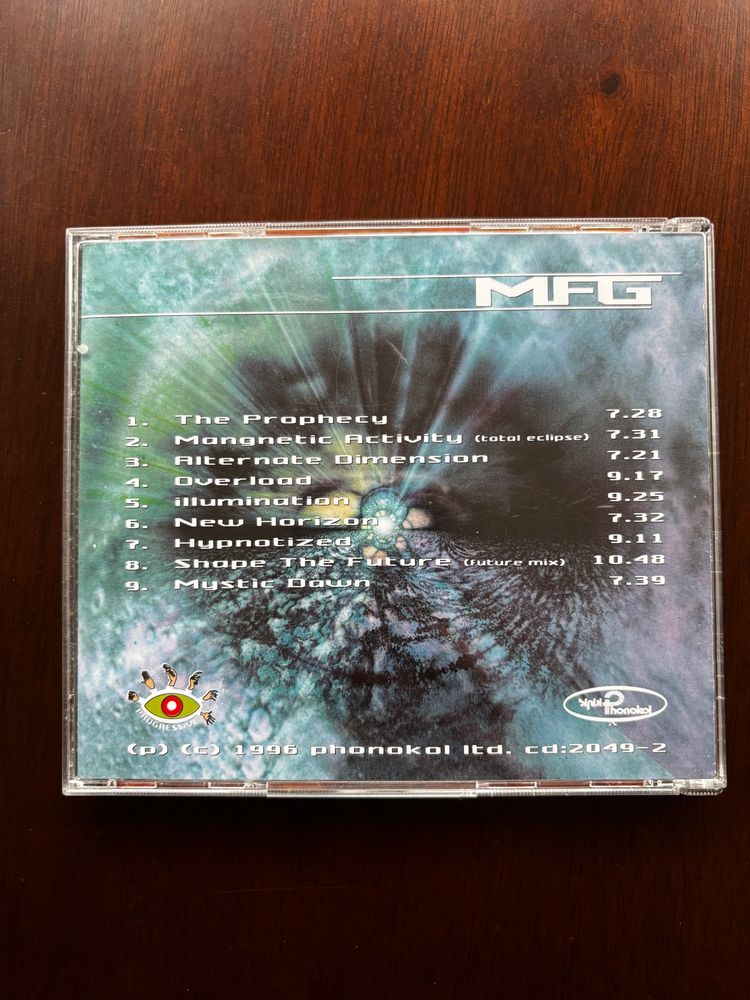 MFG
1. The Prophecy 7.28
2. Mangnetic Activity (total eclipse) 7.31
3. Alternate Dimension 7.21
4. Overload 9.17
5. illumination 9.25
6. New Horizon 7.32
7. Hypnotized 9.11
8. Shape The Future (future mix) 10.48
9. Mystic Dawn 7.39
PROGRESSIVE
Phonokol
(p) (c) 1996 phonokol ltd. cd:2049-2